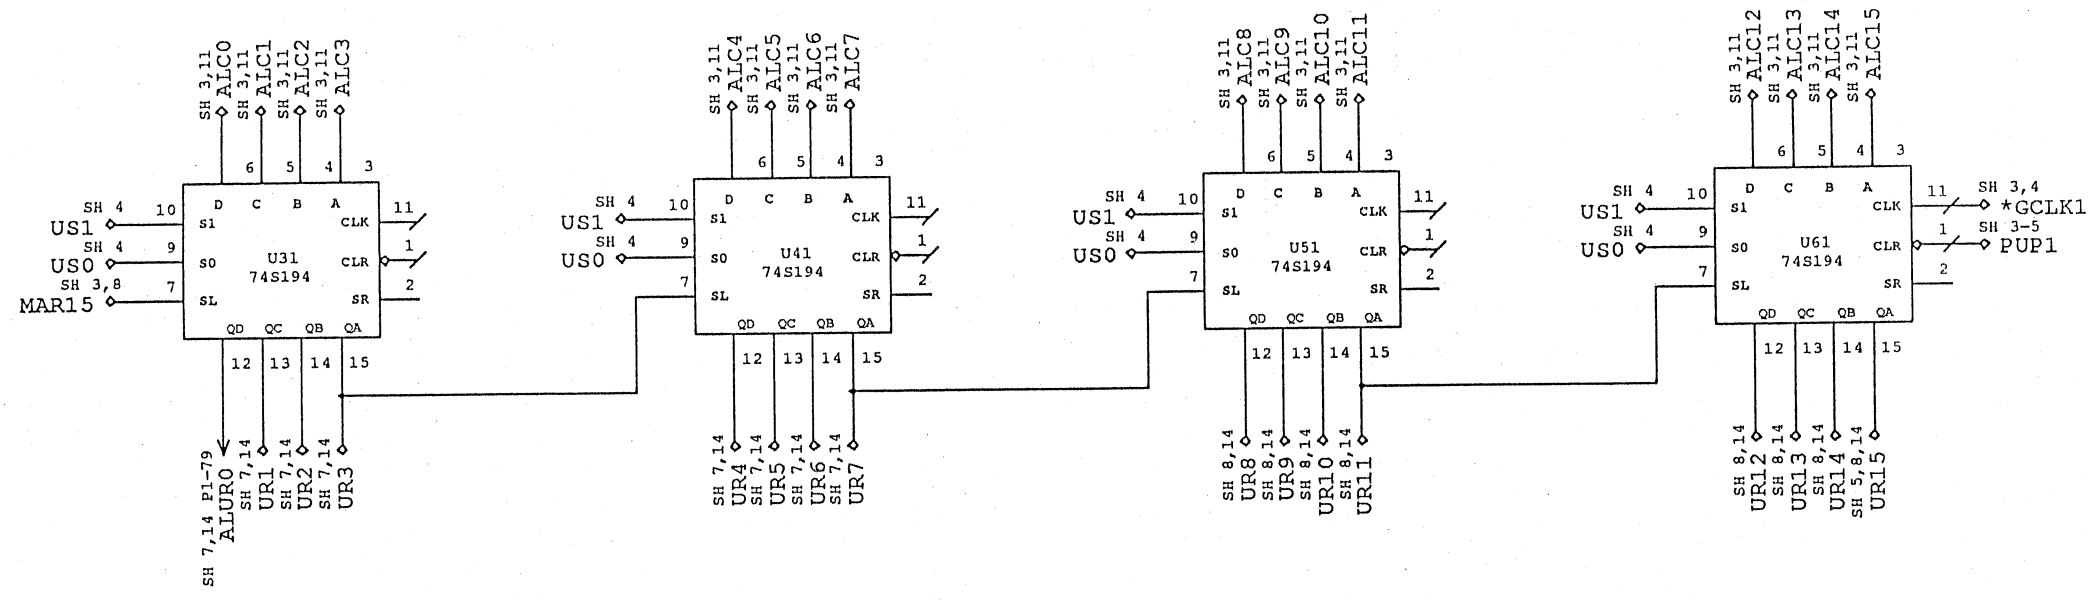 SH 3,11 ALC0
SH 3,11 ALC1
SH 3,11 ALC2
SH 3,11 ALC3
6 5 4 3
D C B A
SH 4
US1 10 S1
CLK 11
SH 4
US0 9 S0
CLR 1
U31
74S194
SH 3,8
MAR15 7 SL
SR 2
QD QC QB QA
12 13 14 15
SH 7,14 P1-79 ALUR0
SH 7,14 UR1
SH 7,14 UR2
SH 7,14 UR3
SH 3,11 ALC4
SH 3,11 ALC5
SH 3,11 ALC6
SH 3,11 ALC7
6 5 4 3
D C B A
SH 4
US1 10 S1
CLK 11
SH 4
US0 9 S0
CLR 1
U41
74S194
7 SL
SR 2
QD QC QB QA
12 13 14 15
SH 7,14 UR4
SH 7,14 UR5
SH 7,14 UR6
SH 7,14 UR7
SH 3,11 ALC8
SH 3,11 ALC9
SH 3,11 ALC10
SH 3,11 ALC11
6 5 4 3
D C B A
SH 4
US1 10 S1
CLK 11
SH 4
US0 9 S0
CLR 1
U51
74S194
7 SL
SR 2
QD QC QB QA
12 13 14 15
SH 8,14 UR8
SH 8,14 UR9
SH 8,14 UR10
SH 8,14 UR11
SH 3,11 ALC12
SH 3,11 ALC13
SH 3,11 ALC14
SH 3,11 ALC15
6 5 4 3
D C B A
SH 4
US1 10 S1
CLK 11
SH 3,4
*GCLK1
SH 4
US0 9 S0
CLR 1
SH 3-5
PUP1
U61
74S194
7 SL
SR 2
QD QC QB QA
12 13 14 15
SH 8,14 UR12
SH 8,14 UR13
SH 8,14 UR14
SH 5,8,14 UR15